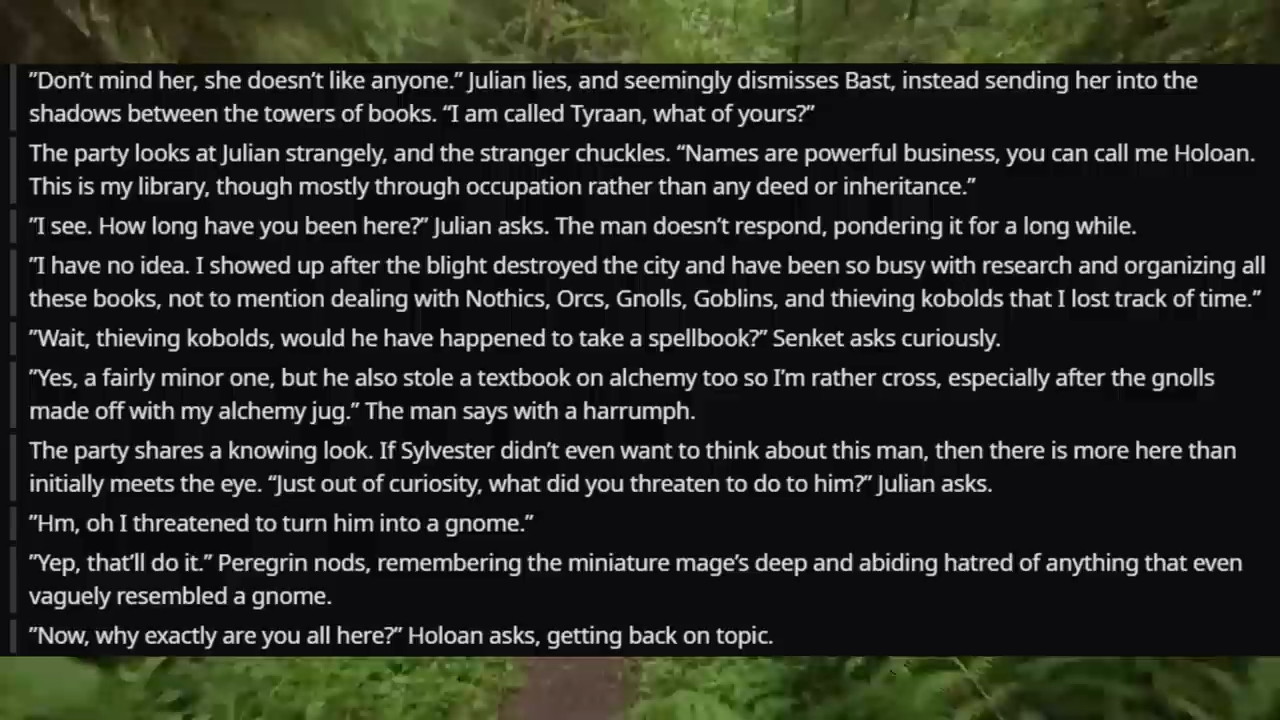 ”Don’t mind her, she doesn’t like anyone.” Julian lies, and seemingly dismisses Bast, instead sending her into the
shadows between the towers of books. “I am called Tyraan, what of yours?”
The party looks at Julian strangely, and the stranger chuckles. “Names are powerful business, you can call me Holoan.
This is my library, though mostly through occupation rather than any deed or inheritance.”
”I see. How long have you been here?” Julian asks. The man doesn’t respond, pondering it for a long while.
”I have no idea. I showed up after the blight destroyed the city and have been so busy with research and organizing all
these books, not to mention dealing with Nothics, Orcs, Gnolls, Goblins, and thieving kobolds that I lost track of time.”
”Wait, thieving kobolds, would he have happened to take a spellbook?” Senket asks curiously.
”Yes, a fairly minor one, but he also stole a textbook on alchemy too so I’m rather cross, especially after the gnolls
made off with my alchemy jug.” The man says with a harrumph.
The party shares a knowing look. If Sylvester didn’t even want to think about this man, then there is more here than
initially meets the eye. “Just out of curiosity, what did you threaten to do to him?” Julian asks.
”Hm, oh I threatened to turn him into a gnome.”
”Yep, that’ll do it.” Peregrin nods, remembering the miniature mage’s deep and abiding hatred of anything that even
vaguely resembled a gnome.
”Now, why exactly are you all here?” Holoan asks, getting back on topic.